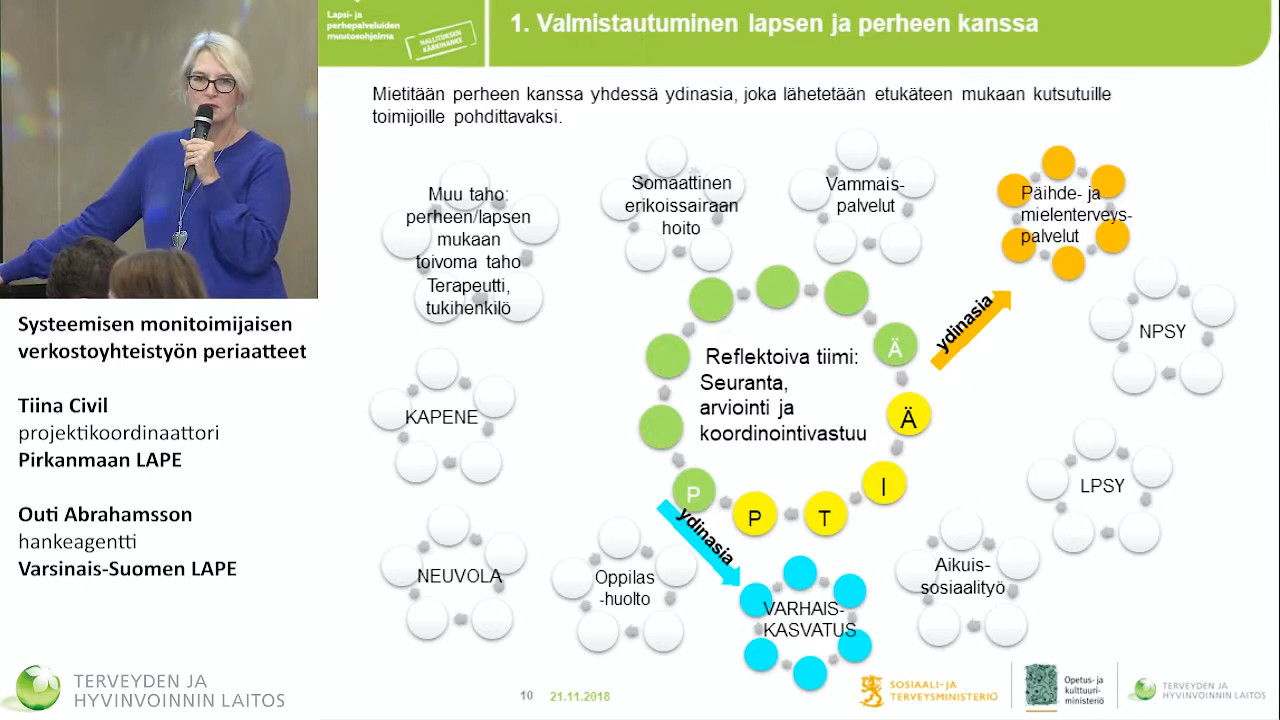 Lapsi- ja
perhepalveluiden
muutosohjelma
HALLITUKSEN
KÄRKIHANKE
1. Valmistautuminen lapsen ja perheen kanssa
Mietitään perheen kanssa yhdessä ydinasia, joka lähetetään etukäteen mukaan kutsutuille
toimijoille pohdittavaksi.
Muu taho:
perheen/lapsen
mukaan
toivoma taho
Terapeutti,
tukihenkilö
Somaattinen
erikoissairaan
hoito
Vammais-
palvelut
Päihde- ja
mielenterveys-
palvelut
ydinasia
NPSY
Reflektoiva tiimi:
Seuranta,
arviointi ja
koordinointivastuu
Ä
Ä
I
T
P
P
KAPENE
LPSY
ydinasia
NEUVOLA
Oppilas
-huolto
VARHAIS-
KASVATUS
Aikuis-
sosiaalityö
Systeemisen monitoimijaisen
verkostoyhteistyön periaatteet
Tiina Civil
projektikoordinaattori
Pirkanmaan LAPE
Outi Abrahamsson
hankeagentti
Varsinais-Suomen LAPE
TERVEYDEN JA
HYVINVOINNIN LAITOS
10 21.11.2018
SOSIAALI- JA
TERVEYSMINISTERIÖ
Opetus- ja
kulttuuri-
ministeriö
TERVEYDEN JA
HYVINVOINNIN LAITOS